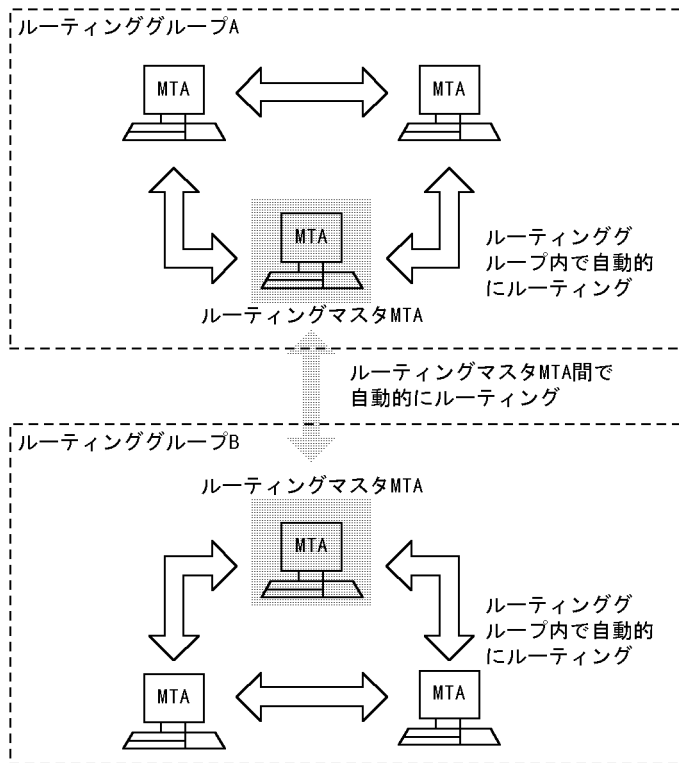 ルーティンググループA
MTA
MTA
MTA
ルーティングマスタMTA
ルーティンググ
ループ内で自動的
にルーティング
ルーティングマスタMTA間で
自動的にルーティング
ルーティンググループB
ルーティングマスタMTA
MTA
ルーティンググ
ループ内で自動的
にルーティング
MTA
MTA